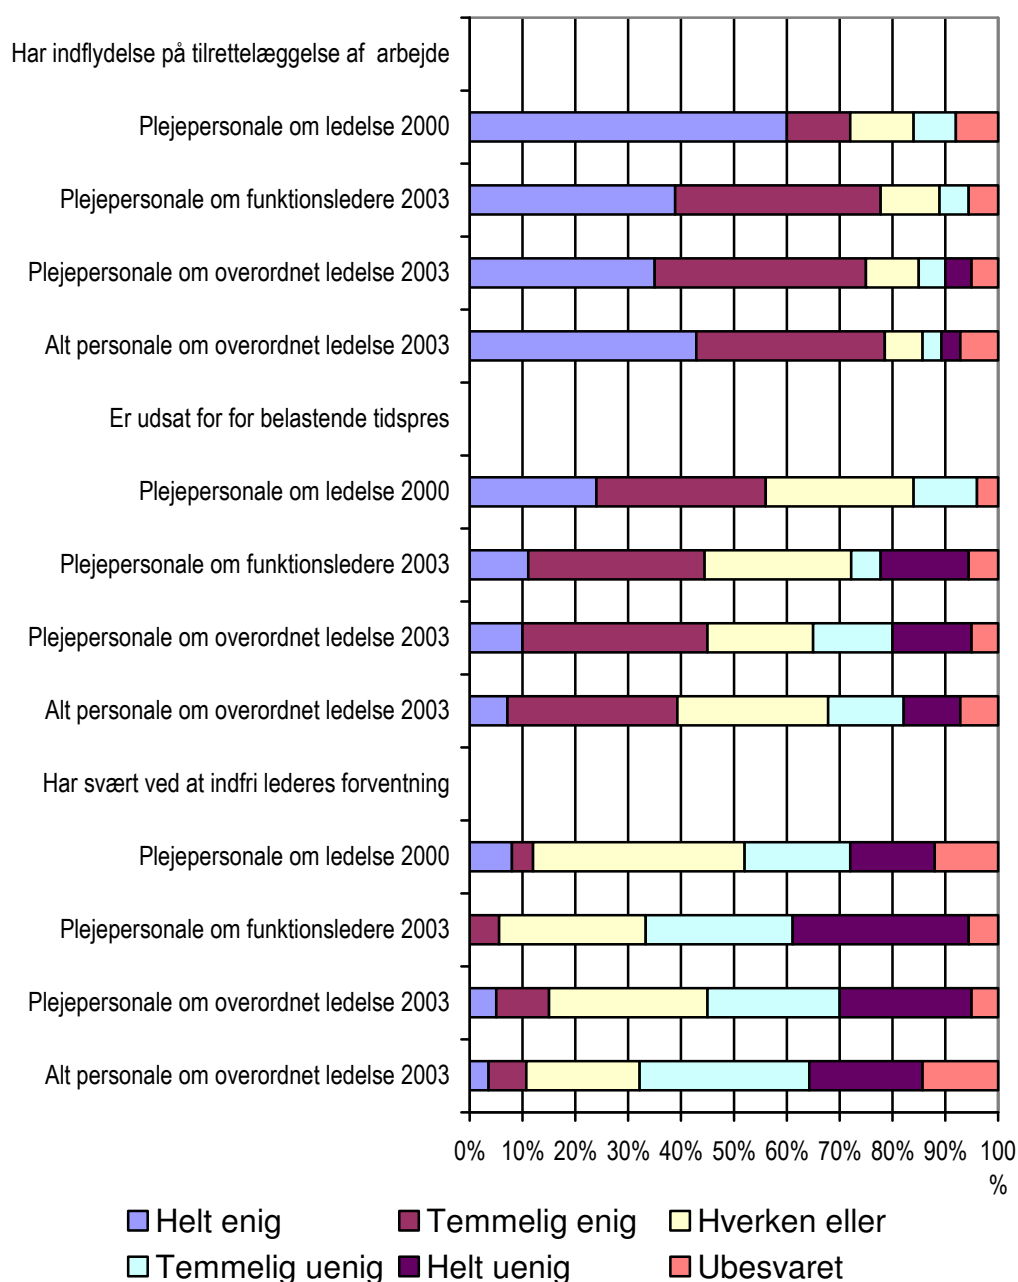 Har indflydelse på tilrettelæggelse af arbejde
Plejepersonale om ledelse 2000
Plejepersonale om funktionsledere 2003
Plejepersonale om overordnet ledelse 2003
Alt personale om overordnet ledelse 2003
Er udsat for for belastende tidspres
Plejepersonale om ledelse 2000
Plejepersonale om funktionsledere 2003
Plejepersonale om overordnet ledelse 2003
Alt personale om overordnet ledelse 2003
Har svært ved at indfri lederes forventning
Plejepersonale om ledelse 2000
Plejepersonale om funktionsledere 2003
Plejepersonale om overordnet ledelse 2003
Alt personale om overordnet ledelse 2003
0% 10% 20% 30% 40% 50% 60% 70% 80% 90% 100
%
Helt enig Temmelig enig Hverken eller
Temmelig uenig Helt uenig Ubesvaret